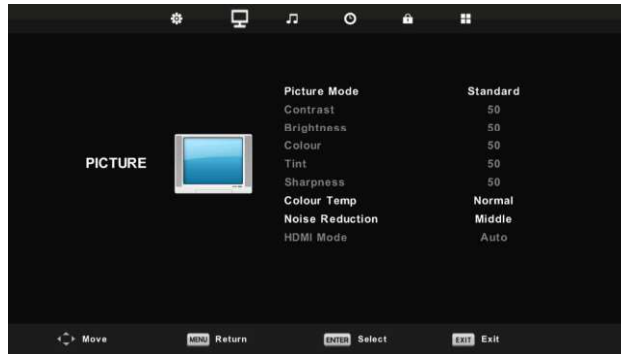 Picture Mode Standard
Contrast 50
Brightness 50
Colour 50
PICTURE
Tint 50
Sharpness 50
Colour Temp Normal
Noise Reduction Middle
HDMI Mode Auto
Move MENU Return ENTER Select EXIT Exit